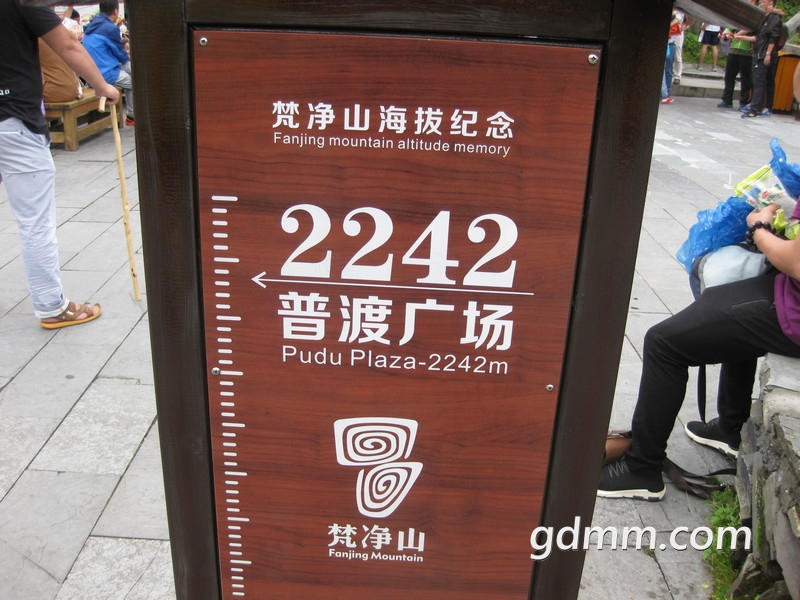 梵净山海拔纪念
Fanjing mountain altitude memory
2242
普渡广场
Pudu Plaza-2242m
梵净山
Fanjing Mountain
gdmm.com